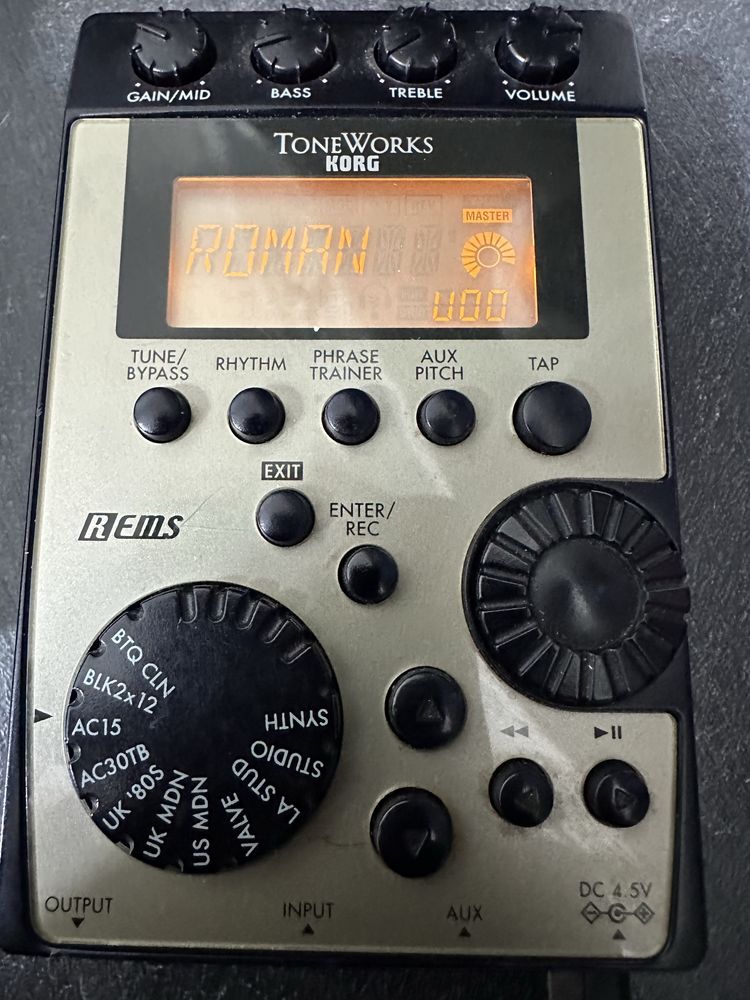 GAIN/MID BASS TREBLE VOLUME
TONEWORKS
KORG
MASTER
ROMAN
U00
TUNE/
BYPASS
RHYTHM
PHRASE
TRAINER
AUX
PITCH
TAP
EXIT
ENTER/
REC
REMS
BTQ CLN
BLK2x12
AC15
AC30TB
UK '80S
UK MDN
US MDN
VALVE
LA STUD
STUDIO
SYNTH
OUTPUT
INPUT
AUX
DC 4.5V